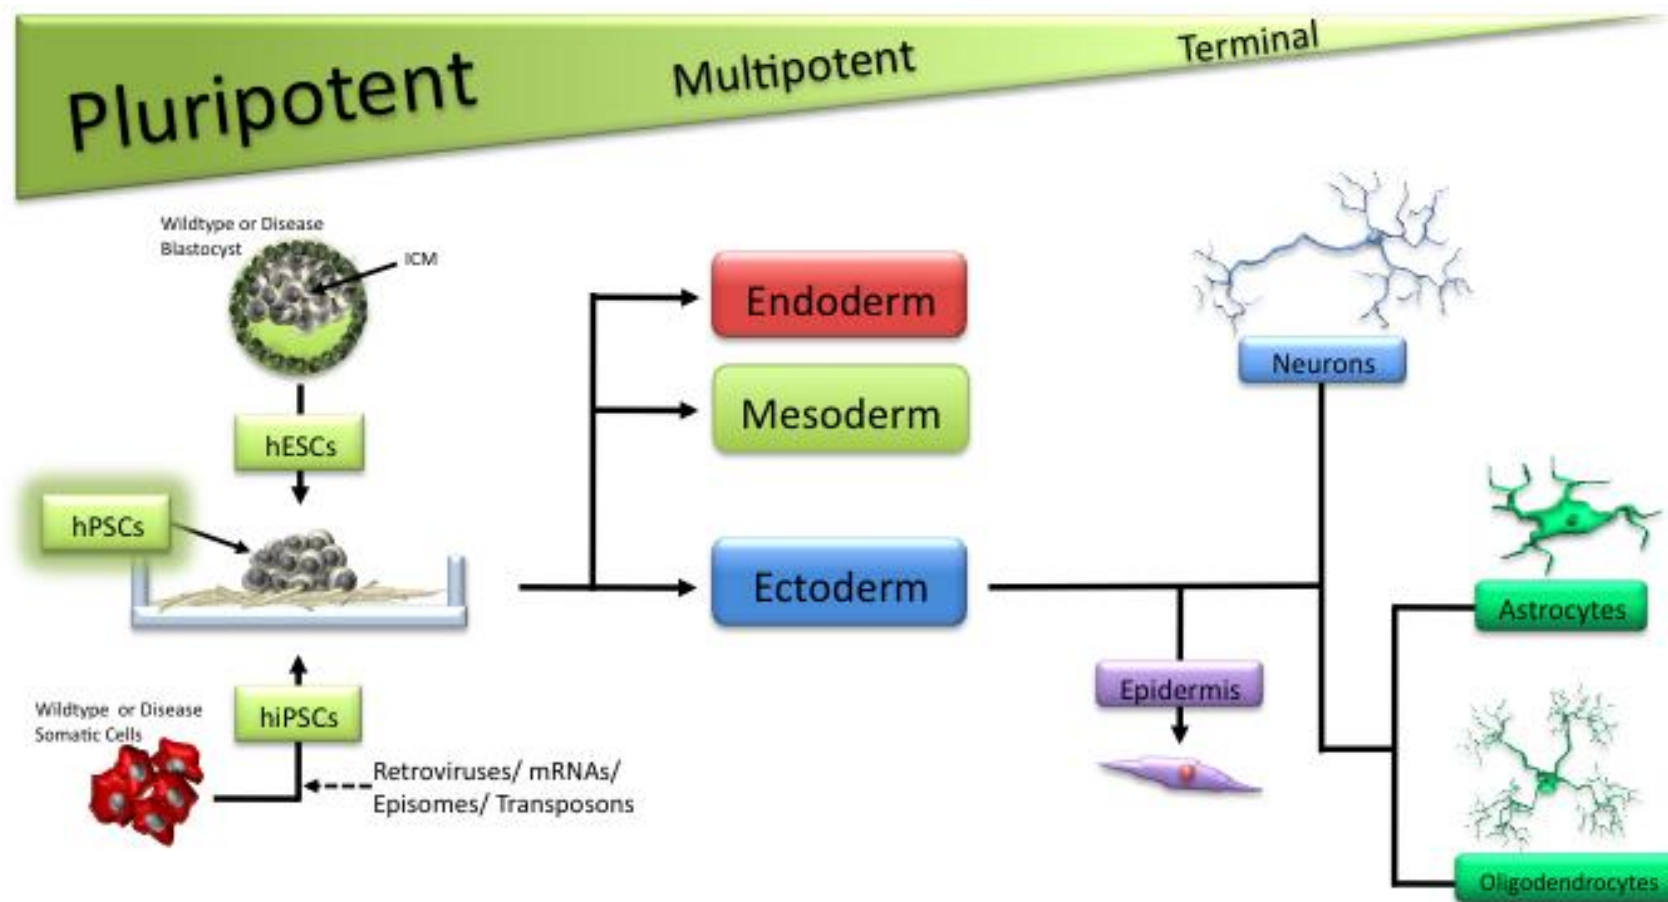 Pluripotent
Multipotent
Terminal
Wildtype or Disease
Blastocyst
ICM
hESCs
hPSCs
hiPSCs
Wildtype or Disease
Somatic Cells
Retroviruses/ mRNAs/
Episomes/ Transposons
Endoderm
Mesoderm
Ectoderm
Epidermis
Neurons
Astrocytes
Oligodendrocytes